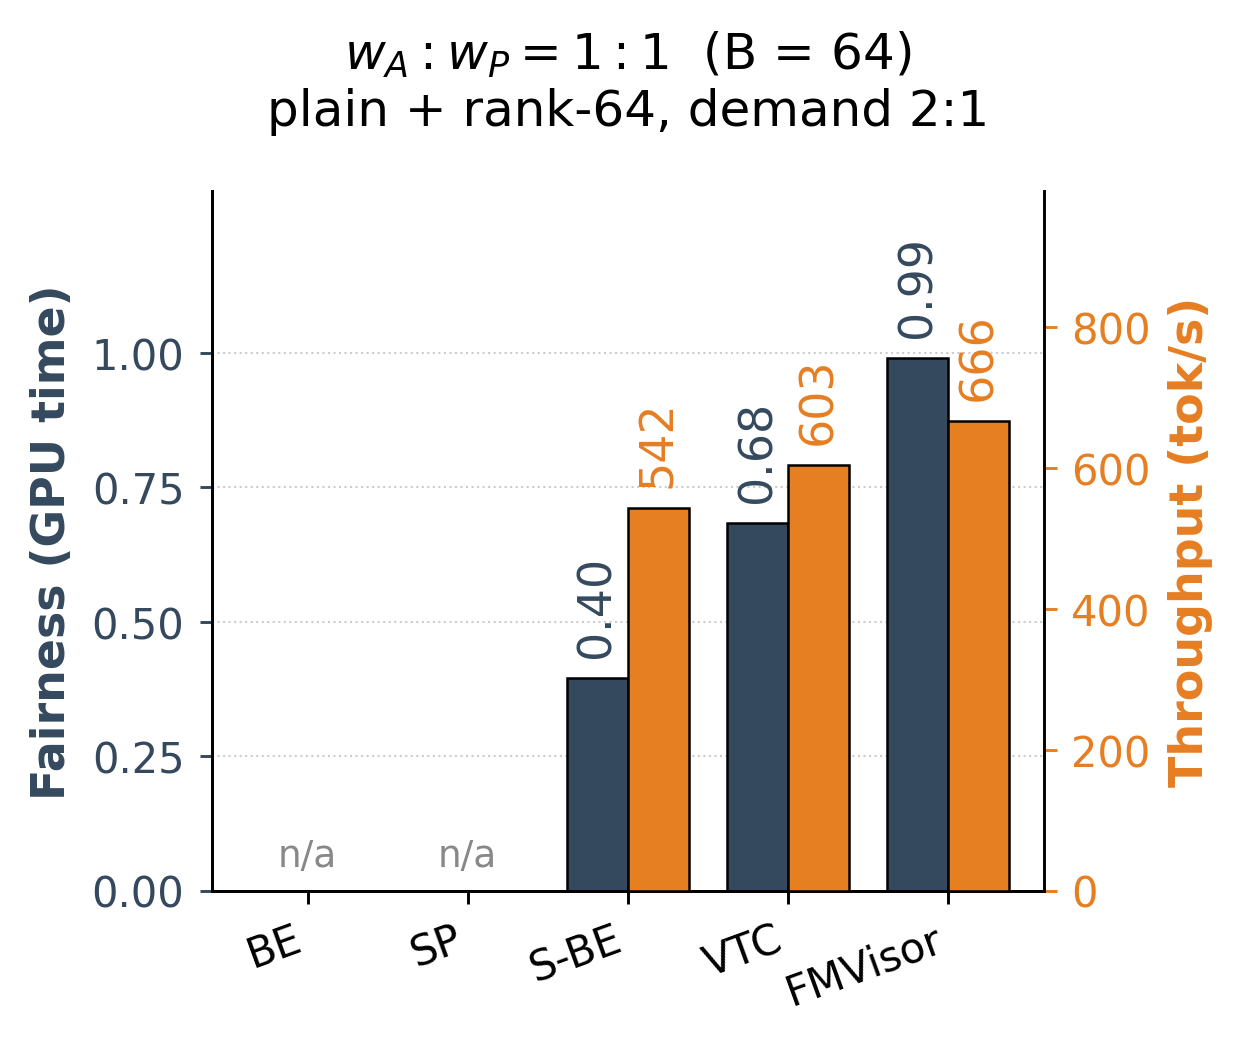 w_A : w_P = 1 : 1 (B = 64)
plain + rank-64, demand 2:1
Fairness (GPU time)
1.00
0.75
0.50
0.25
0.00
n/a
n/a
0.40
542
0.68
603
0.99
666
800
600
400
200
0
Throughput (tok/s)
BE
SP
S-BE
VTC
FMVisor